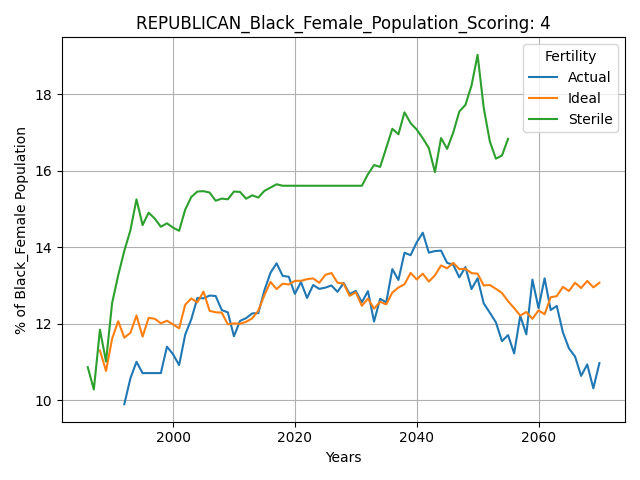 REPUBLICAN_Black_Female_Population_Scoring: 4
Fertility
Actual
Ideal
Sterile
% of Black_Female Population
18
16
14
12
10
2000 2020 2040 2060
Years